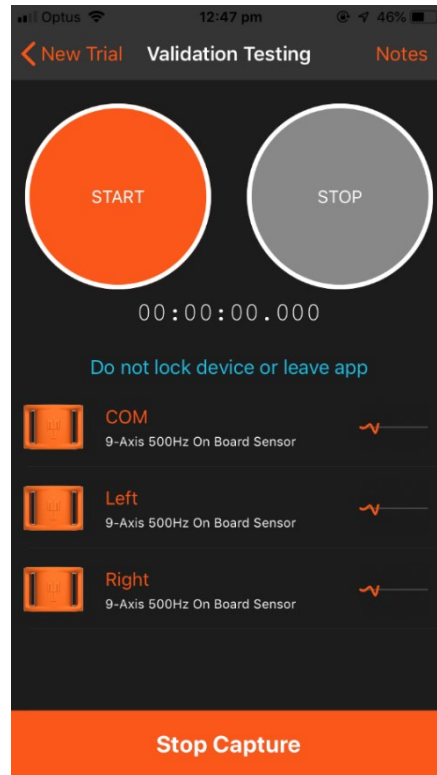 Optus 12:47 pm 46%
New Trial Validation Testing Notes
START STOP
00:00:00.000
Do not lock device or leave app
COM
9-Axis 500Hz On Board Sensor
Left
9-Axis 500Hz On Board Sensor
Right
9-Axis 500Hz On Board Sensor
Stop Capture